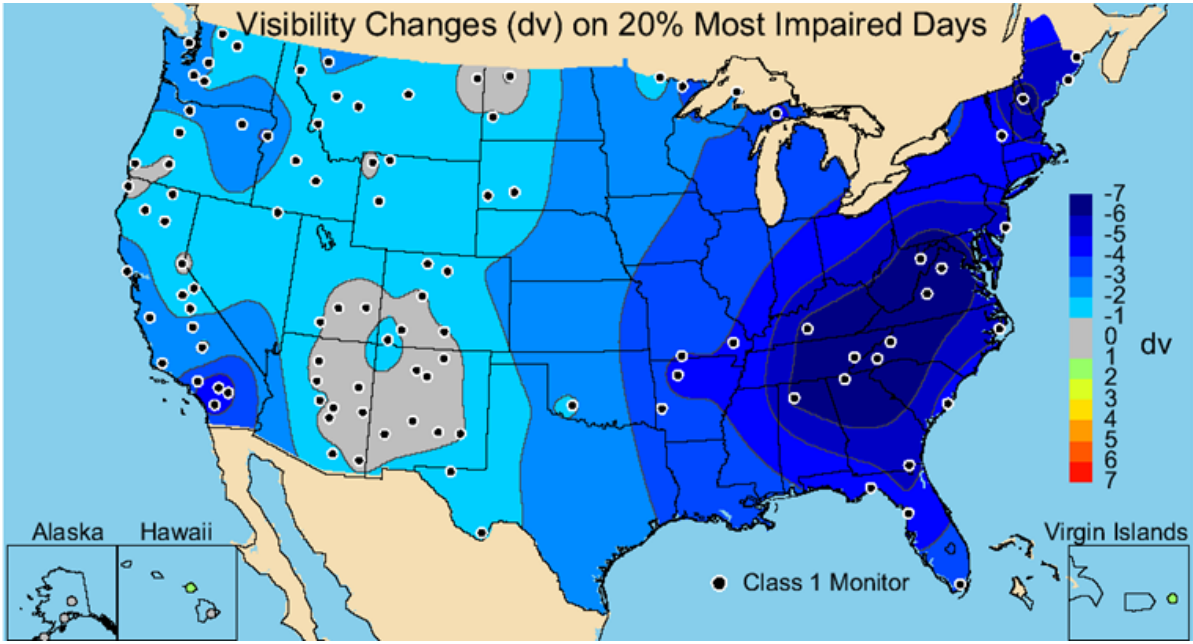 Visibility Changes (dv) on 20% Most Impaired Days
-7
-6
-5
-4
-3
-2
-1
0
1
2
3
4
5
6
7
dv
Alaska
Hawaii
Virgin Islands
Class 1 Monitor